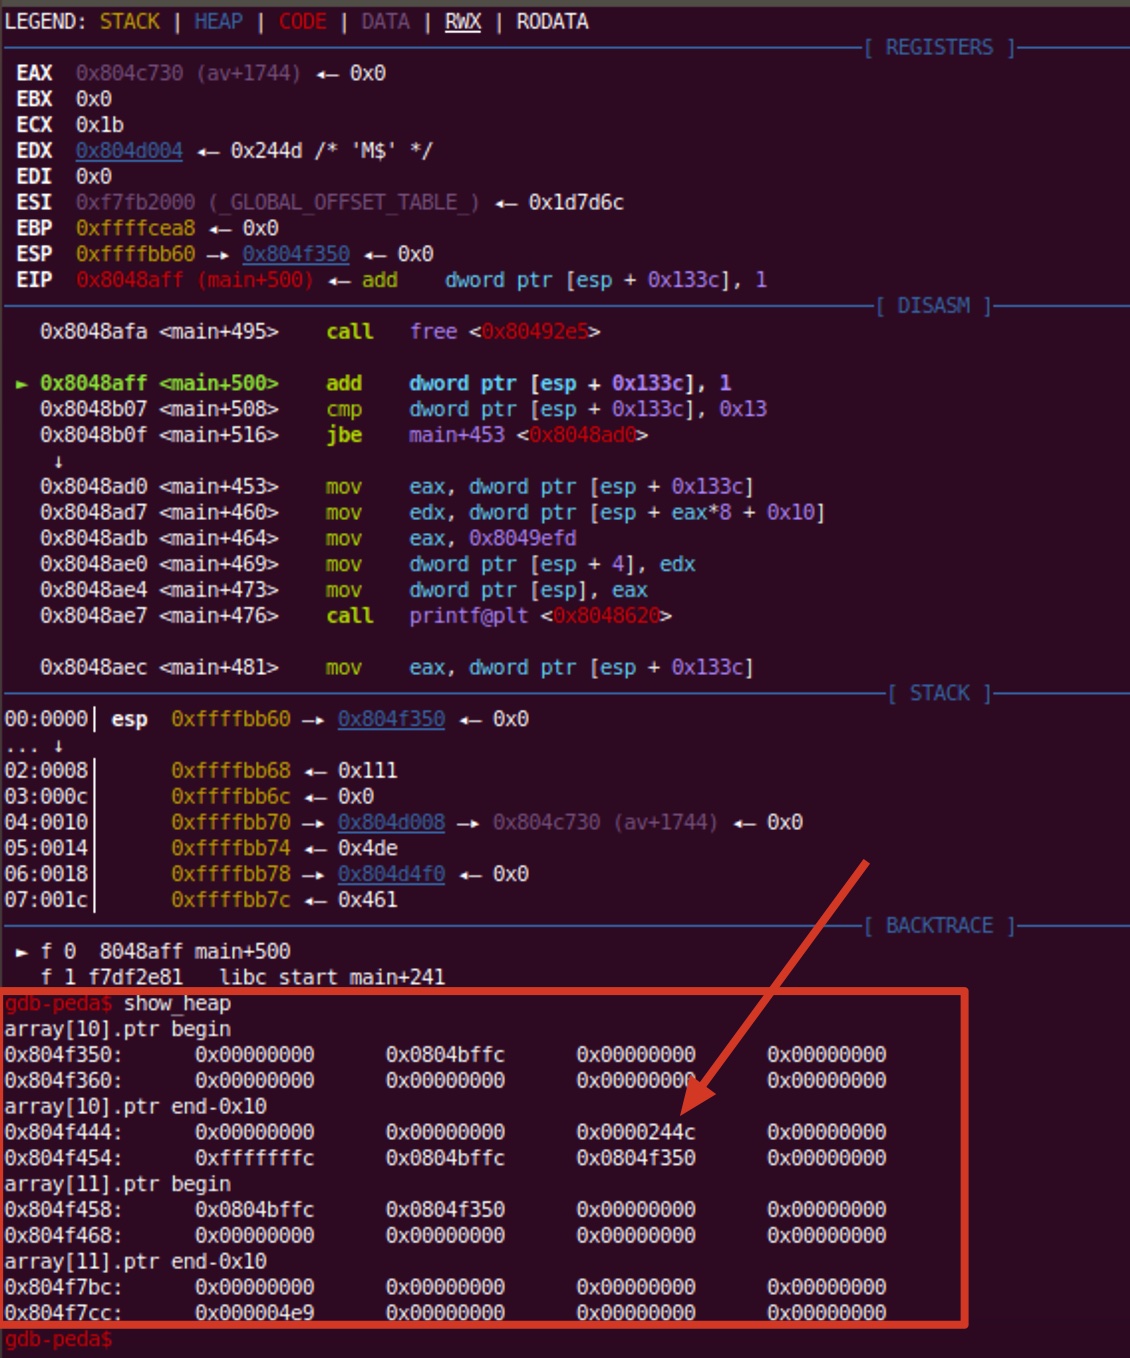 LEGEND: STACK | HEAP | CODE | DATA | RWX | RODATA
[ REGISTERS ]
EAX  0x804c730 (av+1744) ◂— 0x0
EBX  0x0
ECX  0x1b
EDX  0x804d004 ◂— 0x244d /* 'M$' */
EDI  0x0
ESI  0xf7fb2000 (_GLOBAL_OFFSET_TABLE_) ◂— 0x1d7d6c
EBP  0xffffcea8 ◂— 0x0
ESP  0xffffbb60 —▸ 0x804f350 ◂— 0x0
EIP  0x8048aff (main+500) ◂— add    dword ptr [esp + 0x133c], 1
[ DISASM ]
0x8048afa <main+495>    call   free <0x80492e5>
► 0x8048aff <main+500>    add    dword ptr [esp + 0x133c], 1
0x8048b07 <main+508>    cmp    dword ptr [esp + 0x133c], 0x13
0x8048b0f <main+516>    jbe    main+453 <0x8048ad0>
↓
0x8048ad0 <main+453>    mov    eax, dword ptr [esp + 0x133c]
0x8048ad7 <main+460>    mov    edx, dword ptr [esp + eax*8 + 0x10]
0x8048adb <main+464>    mov    eax, 0x8049efd
0x8048ae0 <main+469>    mov    dword ptr [esp + 4], edx
0x8048ae4 <main+473>    mov    dword ptr [esp], eax
0x8048ae7 <main+476>    call   printf@plt <0x8048620>
0x8048aec <main+481>    mov    eax, dword ptr [esp + 0x133c]
[ STACK ]
00:0000│ esp  0xffffbb60 —▸ 0x804f350 ◂— 0x0
... ↓
02:0008│      0xffffbb68 ◂— 0x111
03:000c│      0xffffbb6c ◂— 0x0
04:0010│      0xffffbb70 —▸ 0x804d008 —▸ 0x804c730 (av+1744) ◂— 0x0
05:0014│      0xffffbb74 ◂— 0x4de
06:0018│      0xffffbb78 —▸ 0x804d4f0 ◂— 0x0
07:001c│      0xffffbb7c ◂— 0x461
[ BACKTRACE ]
► f 0  8048aff main+500
f 1 f7df2e81   libc start main+241
gdb-peda$ show_heap
array[10].ptr begin
0x804f350:      0x00000000      0x0804bffc      0x00000000      0x00000000
0x804f360:      0x00000000      0x00000000      0x00000000      0x00000000
array[10].ptr end-0x10
0x804f444:      0x00000000      0x00000000      0x0000244c      0x00000000
0x804f454:      0xfffffffc      0x0804bffc      0x0804f350      0x00000000
array[11].ptr begin
0x804f458:      0x0804bffc      0x0804f350      0x00000000      0x00000000
0x804f468:      0x00000000      0x00000000      0x00000000      0x00000000
array[11].ptr end-0x10
0x804f7bc:      0x00000000      0x00000000      0x00000000      0x00000000
0x804f7cc:      0x000004e9      0x00000000      0x00000000      0x00000000
gdb-peda$